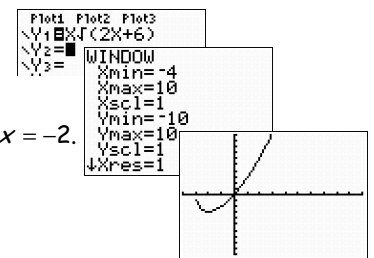 Plot1 Plot2 Plot3
\Y1=X√(2X+6)
\Y2=
\Y3=
WINDOW
Xmin=-4
Xmax=10
Xscl=1
Ymin=-10
Ymax=10
Yscl=1
↓Xres=1
x = -2.